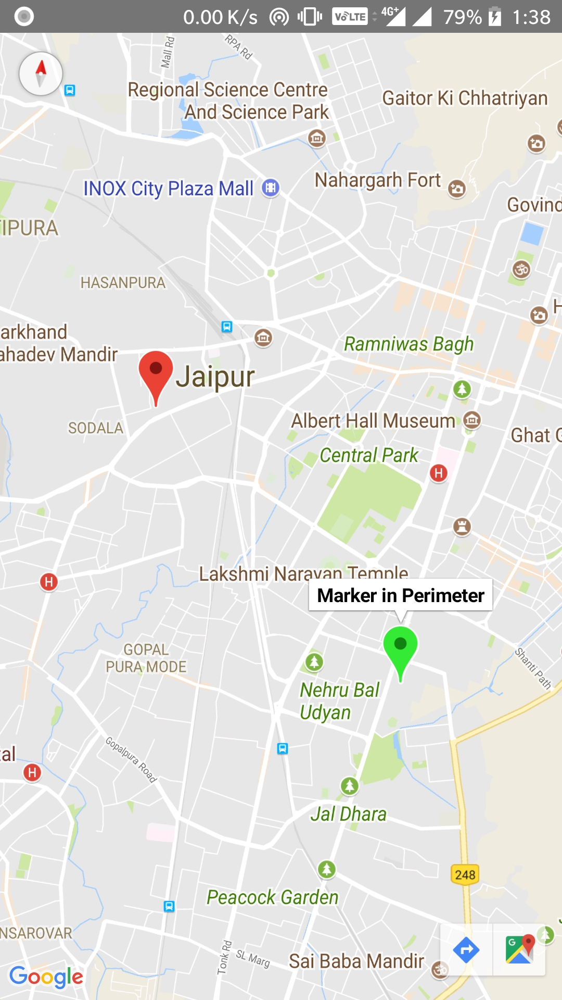 0.00 K/s VoLTE 4G+ 79% 1:38
Mall Rd
RPA Rd
Regional Science Centre
And Science Park
Gaitor Ki Chhatriyan
INOX City Plaza Mall
Nahargarh Fort
Govind
IPURA
HASANPURA
H
arkhand
ahadev Mandir
Ramniwas Bagh
Jaipur
SODALA
Albert Hall Museum
Ghat G
Central Park
H
H
Lakshmi Narayan Temple
Marker in Perimeter
GOPAL
PURA MODE
Shanti Path
Nehru Bal
Udyan
Gopalpura Road
tal
H
Jal Dhara
248
Peacock Garden
NSAROVAR
Tonk Rd
SL Marg
Sai Baba Mandir
G
Google